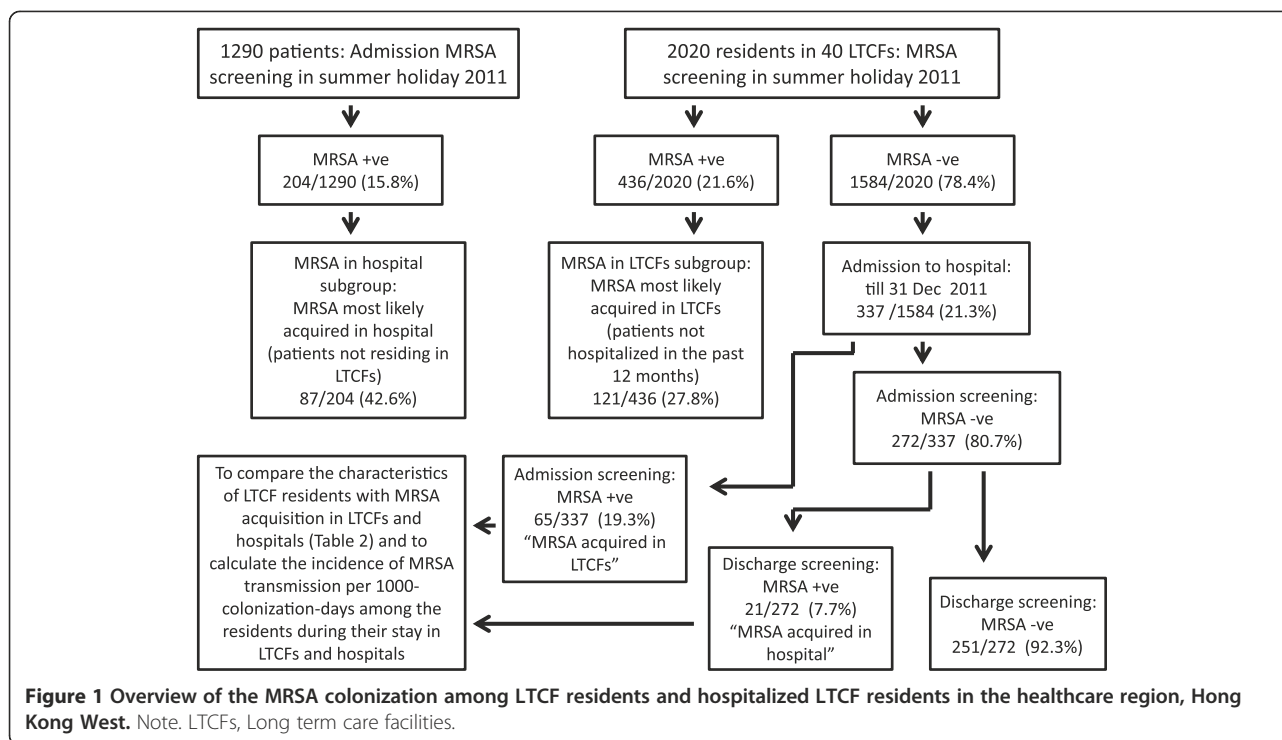 1290 patients: Admission MRSA
screening in summer holiday 2011
2020 residents in 40 LTCFs: MRSA
screening in summer holiday 2011
MRSA +ve
204/1290 (15.8%)
MRSA +ve
436/2020 (21.6%)
MRSA -ve
1584/2020 (78.4%)
MRSA in hospital
subgroup:
MRSA most likely
acquired in hospital
(patients not residing in
LTCFs)
87/204 (42.6%)
MRSA in LTCFs subgroup:
MRSA most likely
acquired in LTCFs
(patients not
hospitalized in the past
12 months)
121/436 (27.8%)
Admission to hospital:
till 31 Dec 2011
337 /1584 (21.3%)
Admission screening:
MRSA -ve
272/337 (80.7%)
To compare the characteristics
of LTCF residents with MRSA
acquisition in LTCFs and
hospitals (Table 2) and to
calculate the incidence of MRSA
transmission per 1000-
colonization-days among the
residents during their stay in
LTCFs and hospitals
Admission screening:
MRSA +ve
65/337 (19.3%)
“MRSA acquired in
LTCFs”
Discharge screening:
MRSA +ve
21/272 (7.7%)
“MRSA acquired in
hospital”
Discharge screening:
MRSA -ve
251/272 (92.3%)
Figure 1 Overview of the MRSA colonization among LTCF residents and hospitalized LTCF residents in the healthcare region, Hong
Kong West. Note. LTCFs, Long term care facilities.